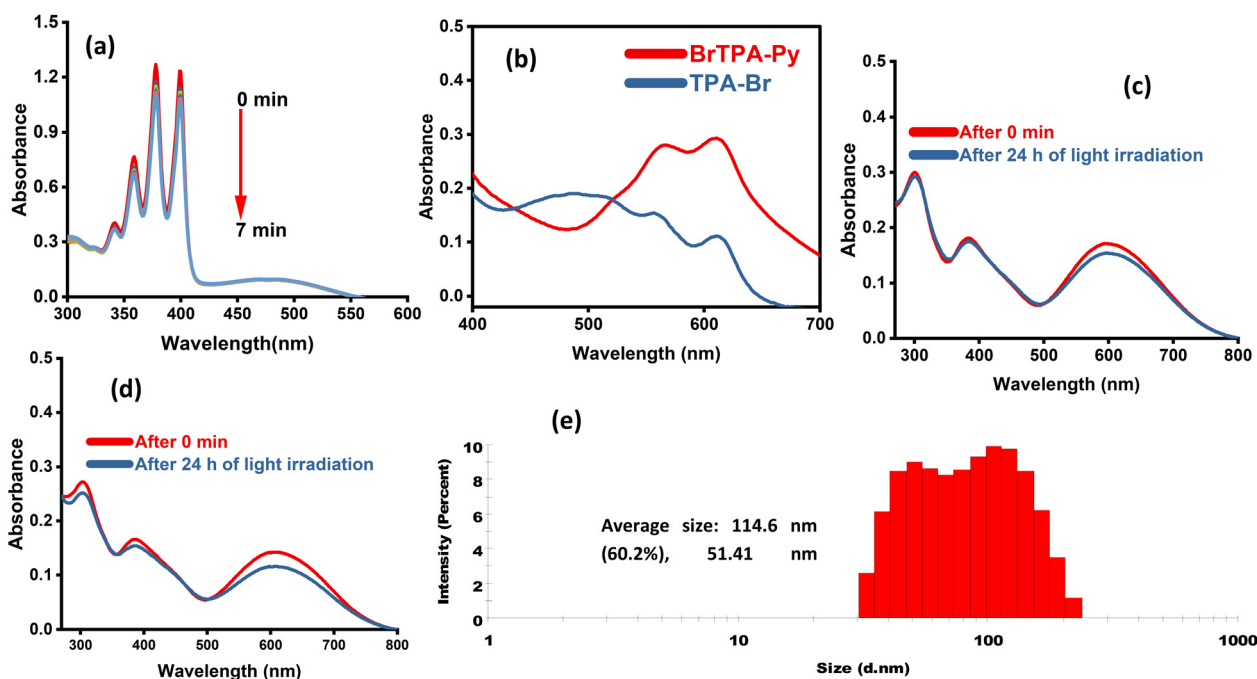 (a)
Absorbance
1.5
1.2
0.9
0.6
0.3
0.0
0 min
7 min
300 350 400 450 500 550 600
Wavelength(nm)
(b)
Absorbance
0.5
0.4
0.3
0.2
0.1
0.0
BrTPA-Py
TPA-Br
400 500 600 700
Wavelength (nm)
(c)
Absorbance
0.5
0.4
0.3
0.2
0.1
0.0
After 0 min
After 24 h of light irradiation
300 400 500 600 700 800
Wavelength (nm)
(d)
Absorbance
0.5
0.4
0.3
0.2
0.1
0.0
After 0 min
After 24 h of light irradiation
300 400 500 600 700 800
Wavelength (nm)
(e)
Intensity (Percent)
10
8
6
4
2
0
Average size: 114.6 nm
(60.2%), 51.41 nm
1 10 100 1000
Size (d.nm)